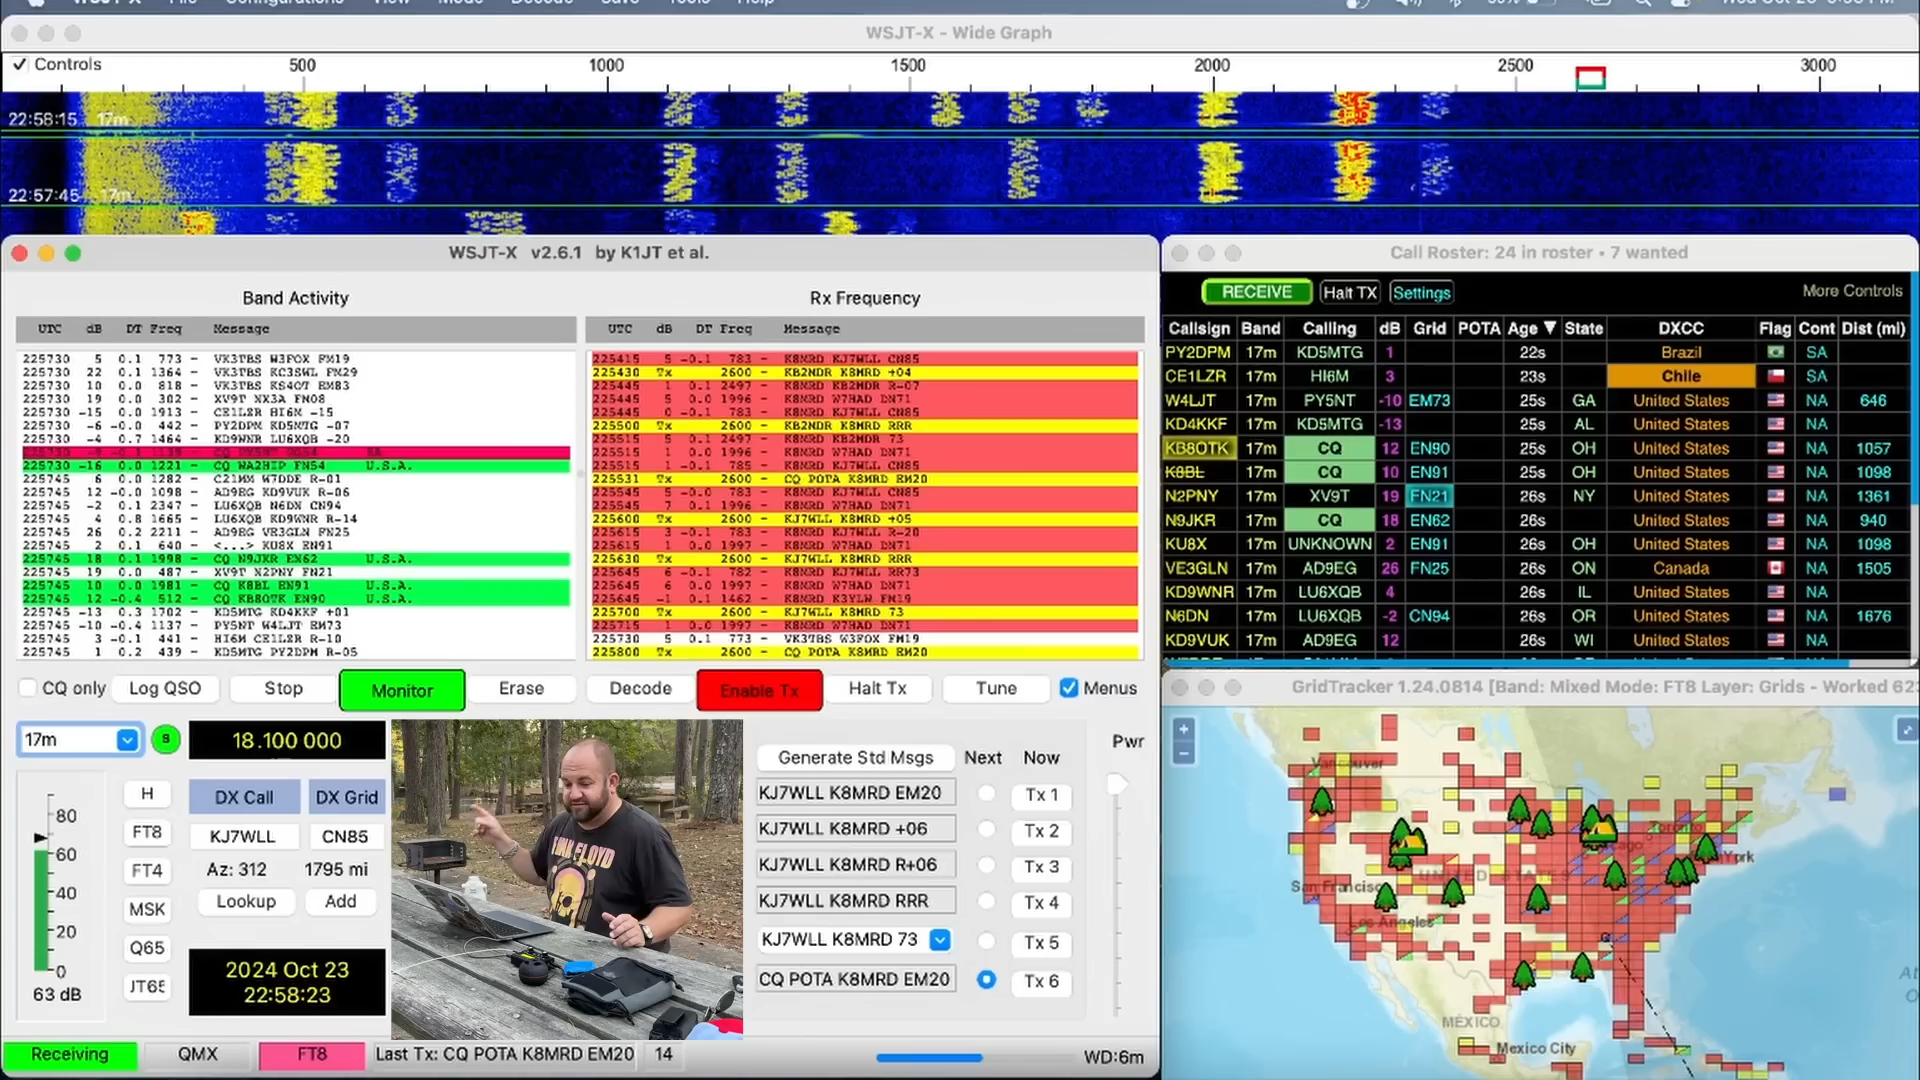 WSJT-X - Wide Graph
Controls 500 1000 1500 2000 2500 3000
22:58:15 17m
22:57:45 17m
WSJT-X v2.6.1 by K1JT et al.
Band Activity
UTC dB DT Freq Message
225730 5 0.1 773 ~ VK3TBS W3FOX FM19
225730 22 0.1 1364 ~ VK3TBS KC3SWL FM29
225730 10 0.0 818 ~ VK3TBS KS4OT EM83
225730 19 0.0 302 ~ XV9T NX3A FM08
225730 -15 0.0 1913 ~ CE1LZR HI6M -15
225730 -6 -0.0 442 ~ PY2DPM KD5MTG -07
225730 -4 0.7 1464 ~ KD9WNR LU6XQB -20
225730 -16 0.0 1221 ~ CQ WA2HIP FN54 U.S.A.
225745 6 0.0 1282 ~ C21MM W7DDE R-01
225745 12 -0.0 1098 ~ AD9EG KD9VUK R-06
225745 -2 0.1 2347 ~ LU6XQB N6DN CN94
225745 4 0.8 1665 ~ LU6XQB KD9WNR R-14
225745 26 0.2 2211 ~ AD9EG VE3GLN FN25
225745 2 0.1 640 ~ <...> KU8X EN91
225745 18 0.1 1998 ~ CQ N9JKR EN62 U.S.A.
225745 19 0.0 487 ~ XV9T N2PNY FN21
225745 10 0.0 1981 ~ CQ K8BL EN91 U.S.A.
225745 12 -0.4 512 ~ CQ KB8OTK EN90 U.S.A.
225745 -13 0.3 1702 ~ KD5MTG KD4KKF +01
225745 -10 -0.4 1137 ~ PY5NT W4LJT EM73
225745 3 -0.1 441 ~ HI6M CE1LZR R-10
225745 1 0.2 439 ~ KD5MTG PY2DPM R-05
Rx Frequency
UTC dB DT Freq Message
225415 5 -0.1 783 ~ K8MRD KJ7WLL CN85
225430 Tx 2600 ~ KB2MDR K8MRD +04
225445 1 0.1 2497 ~ K8MRD KB2MDR R-07
225445 5 0.0 1996 ~ K8MRD W7HAD DN71
225445 0 -0.1 783 ~ K8MRD KJ7WLL CN85
225500 Tx 2600 ~ KB2MDR K8MRD RRR
225515 5 0.1 2497 ~ K8MRD KB2MDR 73
225515 1 0.0 1996 ~ K8MRD W7HAD DN71
225515 1 -0.1 785 ~ K8MRD KJ7WLL CN85
225531 Tx 2600 ~ CQ POTA K8MRD EM20
225545 5 -0.0 783 ~ K8MRD KJ7WLL CN85
225545 7 0.1 1996 ~ K8MRD W7HAD DN71
225600 Tx 2600 ~ KJ7WLL K8MRD +05
225615 3 -0.1 783 ~ K8MRD KJ7WLL R-20
225615 1 0.0 1997 ~ K8MRD W7HAD DN71
225630 Tx 2600 ~ KJ7WLL K8MRD RRR
225645 6 -0.1 782 ~ K8MRD KJ7WLL RR73
225645 6 0.0 1997 ~ K8MRD W7HAD DN71
225645 -1 0.1 1462 ~ K8MRD K3YLW FM19
225700 Tx 2600 ~ KJ7WLL K8MRD 73
225715 1 0.0 1997 ~ K8MRD W7HAD DN71
225730 5 0.1 773 ~ VK3TBS W3FOX FM19
225800 Tx 2600 ~ CQ POTA K8MRD EM20
CQ only Log QSO Stop Monitor Erase Decode Enable Tx Halt Tx Tune Menus
17m S 18.100 000
H DX Call DX Grid
FT8 KJ7WLL CN85
FT4 Az: 312 1795 mi
MSK Lookup Add
Q65
JT65
2024 Oct 23
22:58:23
80
60
40
20
0
63 dB
PINK FLOYD
Generate Std Msgs Next Now
KJ7WLL K8MRD EM20 Tx 1
KJ7WLL K8MRD +06 Tx 2
KJ7WLL K8MRD R+06 Tx 3
KJ7WLL K8MRD RRR Tx 4
KJ7WLL K8MRD 73 Tx 5
CQ POTA K8MRD EM20 Tx 6
Pwr
Receiving QMX FT8 Last Tx: CQ POTA K8MRD EM20 14 WD:6m
Call Roster: 24 in roster • 7 wanted
RECEIVE Halt TX Settings More Controls
Callsign Band Calling dB Grid POTA Age ▼ State DXCC Flag Cont Dist (mi)
PY2DPM 17m KD5MTG 1 22s Brazil SA
CE1LZR 17m HI6M 3 23s Chile SA
W4LJT 17m PY5NT -10 EM73 25s GA United States NA 646
KD4KKF 17m KD5MTG -13 25s AL United States NA
KB8OTK 17m CQ 12 EN90 25s OH United States NA 1057
K8BL 17m CQ 10 EN91 25s OH United States NA 1098
N2PNY 17m XV9T 19 FN21 26s NY United States NA 1361
N9JKR 17m CQ 18 EN62 26s United States NA 940
KU8X 17m UNKNOWN 2 EN91 26s OH United States NA 1098
VE3GLN 17m AD9EG 26 FN25 26s ON Canada NA 1505
KD9WNR 17m LU6XQB 4 26s IL United States NA
N6DN 17m LU6XQB -2 CN94 26s OR United States NA 1676
KD9VUK 17m AD9EG 12 26s WI United States NA
GridTracker 1.24.0814 [Band: Mixed Mode: FT8 Layer: Grids - Worked 623
+
-
Vancouver
Toronto
UNITED STATES
San Francisco
Los Angeles
MÉXICO
Mexico City